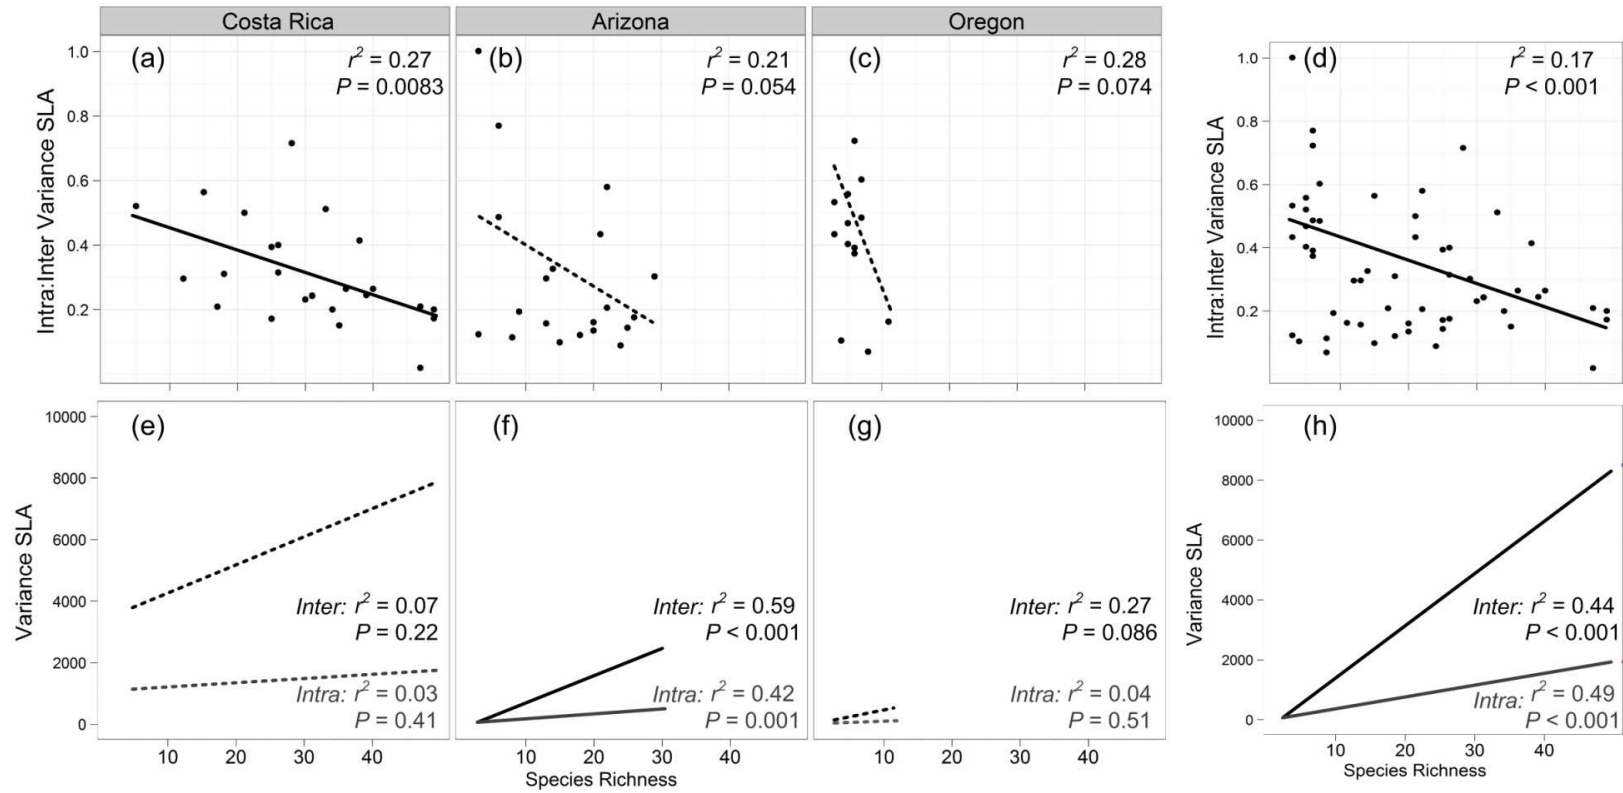 Costa Rica
Arizona
Oregon
(a)
r² = 0.27
P = 0.0083
(b)
r² = 0.21
P = 0.054
(c)
r² = 0.28
P = 0.074
(d)
r² = 0.17
P < 0.001
Intra:Inter Variance SLA
1.0
0.8
0.6
0.4
0.2
Intra:Inter Variance SLA
1.0
0.8
0.6
0.4
0.2
(e)
Inter: r² = 0.07
P = 0.22
Intra: r² = 0.03
P = 0.41
(f)
Inter: r² = 0.59
P < 0.001
Intra: r² = 0.42
P = 0.001
(g)
Inter: r² = 0.27
P = 0.086
Intra: r² = 0.04
P = 0.51
(h)
Inter: r² = 0.44
P < 0.001
Intra: r² = 0.49
P < 0.001
Variance SLA
10000
8000
6000
4000
2000
0
Variance SLA
10000
8000
6000
4000
2000
0
10 20 30 40
10 20 30 40
10 20 30 40
10 20 30 40
Species Richness
Species Richness